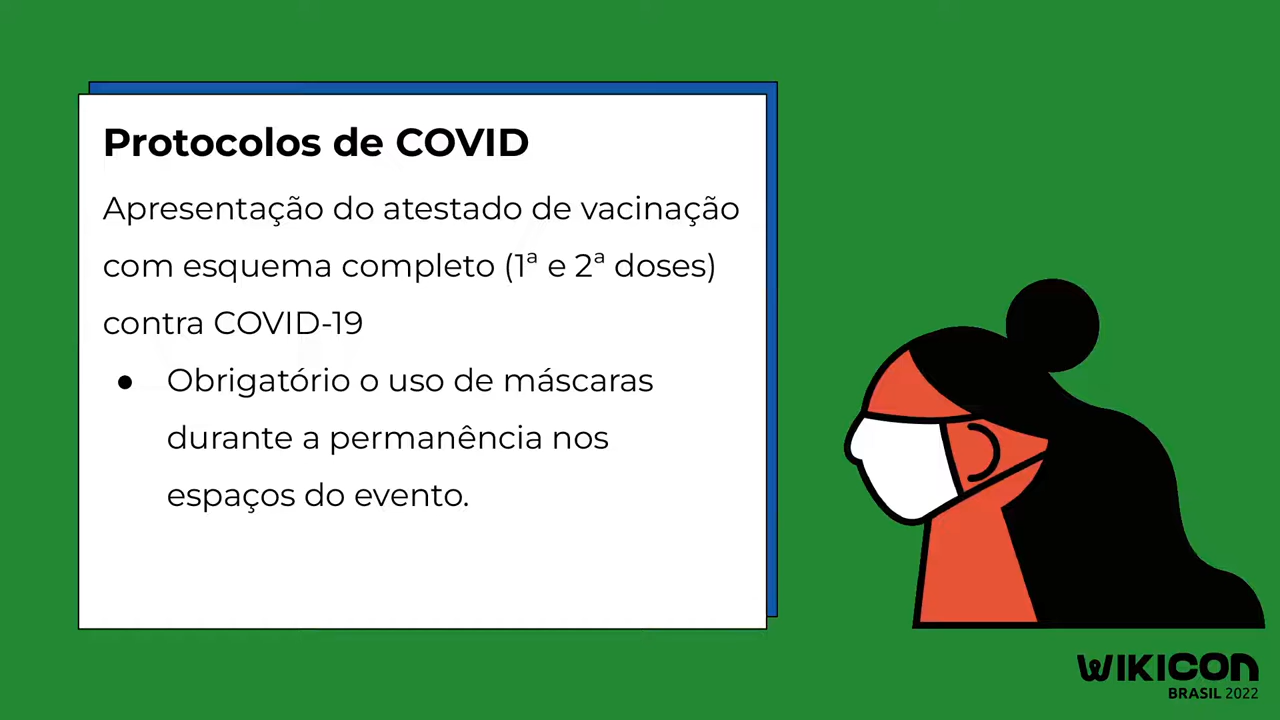 Protocolos de COVID
Apresentação do atestado de vacinação
com esquema completo (1ª e 2ª doses)
contra COVID-19
● Obrigatório o uso de máscaras
durante a permanência nos
espaços do evento.
WIKICON
BRASIL 2022